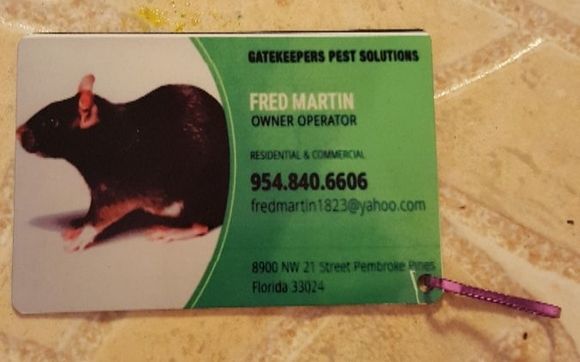 GATEKEEPERS PEST SOLUTIONS
FRED MARTIN
OWNER OPERATOR
RESIDENTIAL & COMMERCIAL
954.840.6606
fredmartin1823@yahoo.com
8900 NW 21 Street Pembroke Pines
Florida 33024